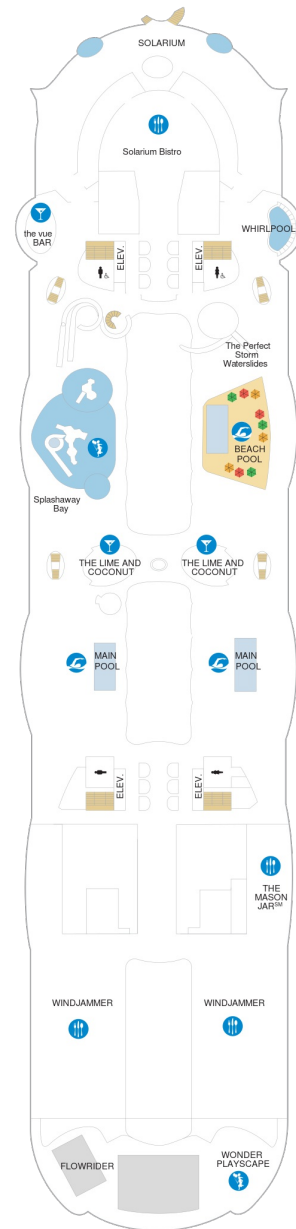 SOLARIUM
Solarium Bistro
the vue
BAR
WHIRLPOOL
ELEV.
ELEV.
The Perfect
Storm
Waterslides
BEACH
POOL
Splashaway
Bay
THE LIME AND
COCONUT
THE LIME AND
COCONUT
MAIN
POOL
MAIN
POOL
ELEV.
ELEV.
THE
MASON
JAR℠
WINDJAMMER
WINDJAMMER
FLOWRIDER
WONDER
PLAYSCAPE